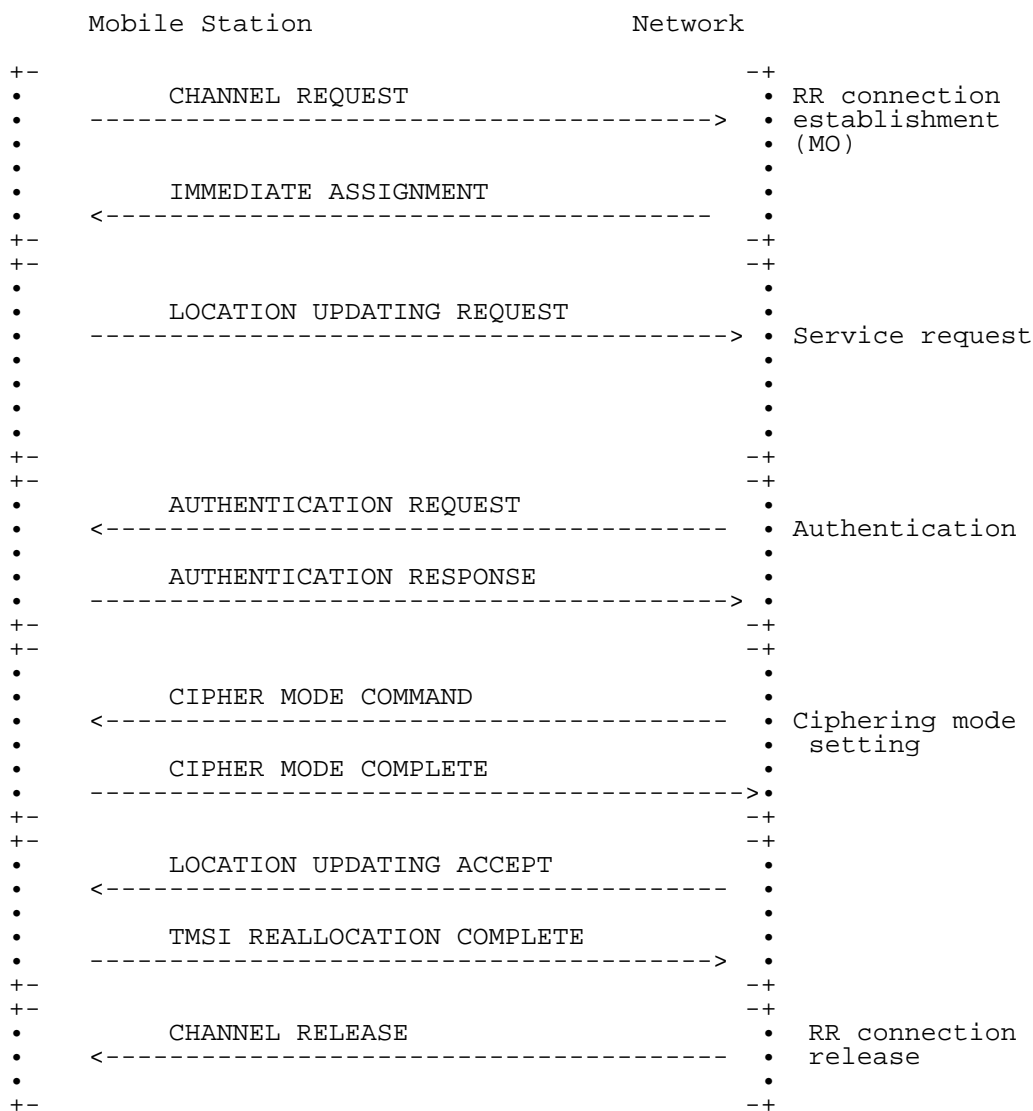 Mobile Station Network
+- -+
• CHANNEL REQUEST • RR connection
• ---------------------------------------> • establishment
• • (MO)
• •
• IMMEDIATE ASSIGNMENT •
• <-------------------------------------- •
+- -+
+- -+
• •
• LOCATION UPDATING REQUEST •
• ----------------------------------------> • Service request
• •
• •
• •
• •
+- -+
+- -+
• AUTHENTICATION REQUEST •
• <--------------------------------------- • Authentication
• •
• AUTHENTICATION RESPONSE •
• ----------------------------------------> •
+- -+
+- -+
• •
• CIPHER MODE COMMAND •
• <--------------------------------------- • Ciphering mode
• • setting
• CIPHER MODE COMPLETE •
• ----------------------------------------->•
+- -+
+- -+
• LOCATION UPDATING ACCEPT •
• <--------------------------------------- •
• •
• TMSI REALLOCATION COMPLETE •
• ---------------------------------------> •
+- -+
+- -+
• CHANNEL RELEASE • RR connection
• <--------------------------------------- • release
• •
+- -+